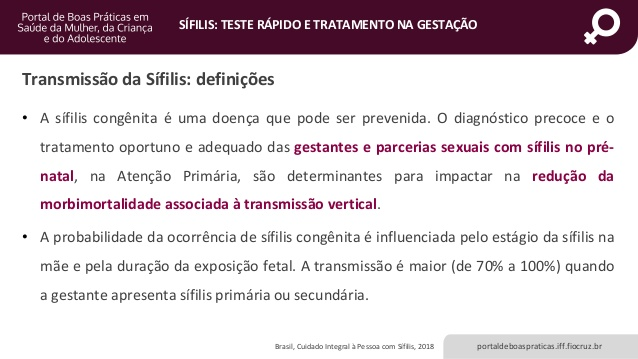 Portal de Boas Práticas em
Saúde da Mulher, da Criança
e do Adolescente
SÍFILIS: TESTE RÁPIDO E TRATAMENTO NA GESTAÇÃO
Transmissão da Sífilis: definições
• A sífilis congênita é uma doença que pode ser prevenida. O diagnóstico precoce e o
tratamento oportuno e adequado das gestantes e parcerias sexuais com sífilis no pré-
natal, na Atenção Primária, são determinantes para impactar na redução da
morbimortalidade associada à transmissão vertical.
• A probabilidade da ocorrência de sífilis congênita é influenciada pelo estágio da sífilis na
mãe e pela duração da exposição fetal. A transmissão é maior (de 70% a 100%) quando
a gestante apresenta sífilis primária ou secundária.
Brasil, Cuidado Integral à Pessoa com Sífilis, 2018
portaldeboaspraticas.iff.fiocruz.br